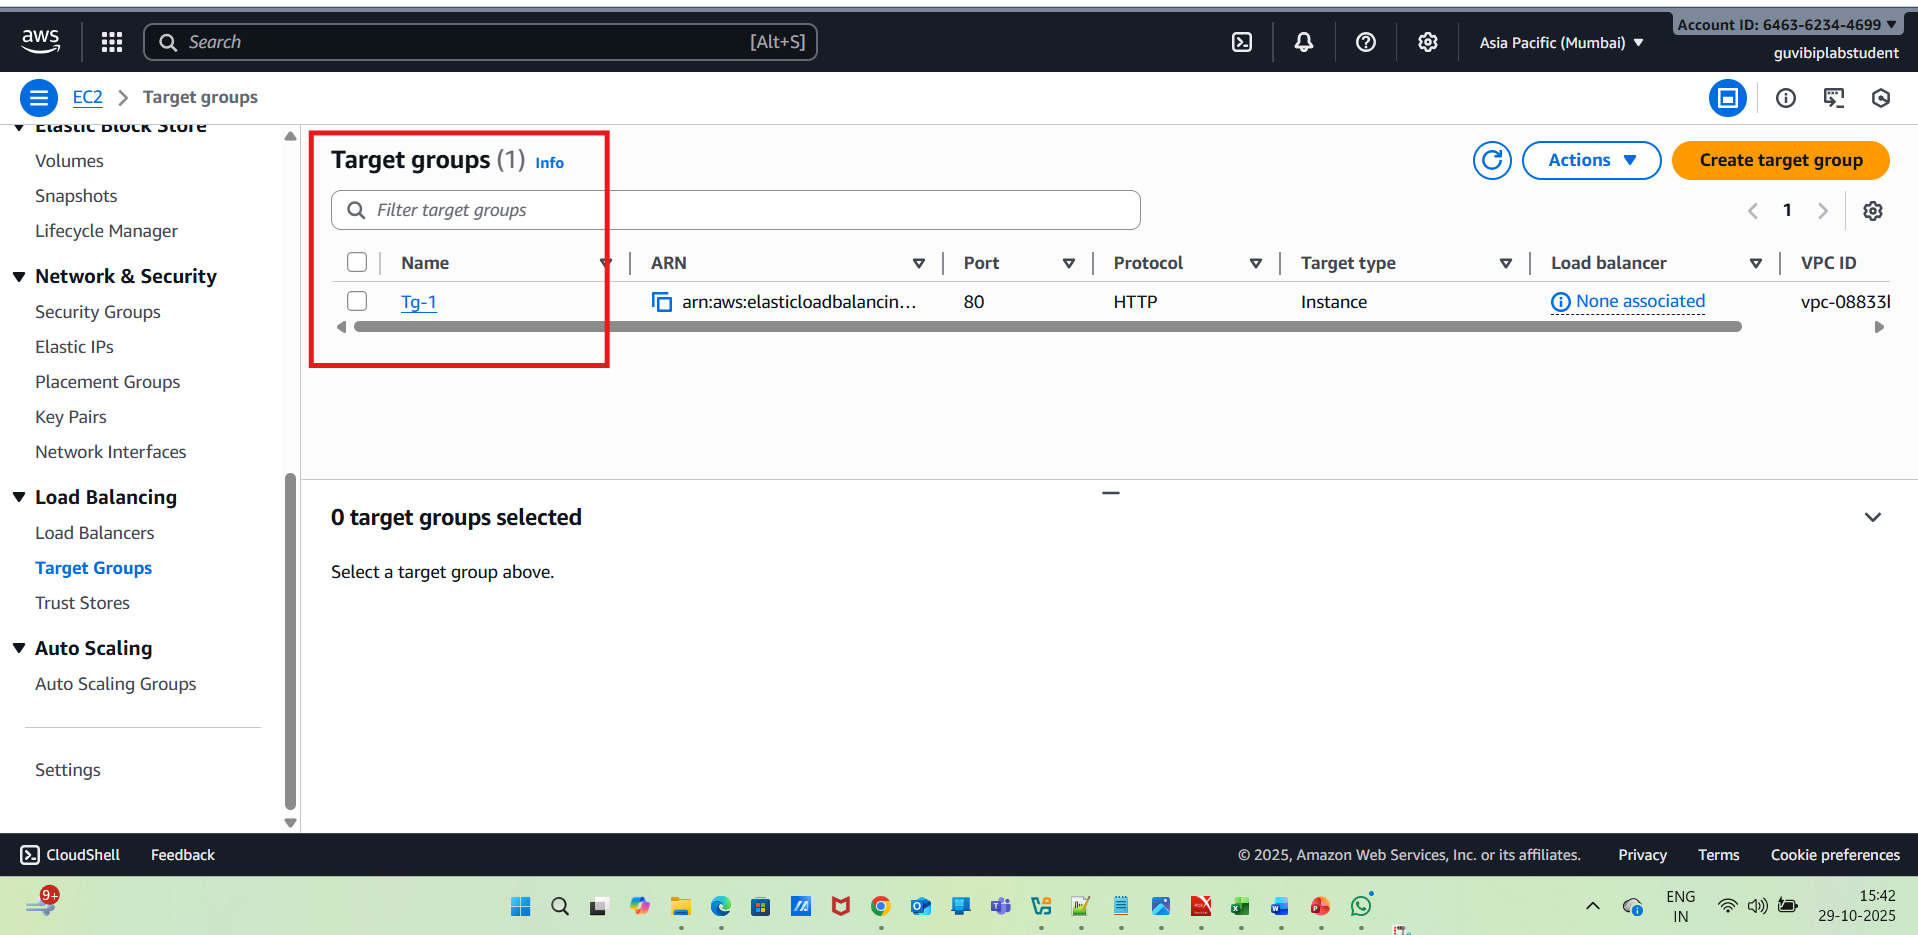 aws
Search
[Alt+S]
Asia Pacific (Mumbai)
Account ID: 6463-6234-4699
guvibiplabstudent
EC2
Target groups
Elastic Block Store
Volumes
Snapshots
Lifecycle Manager
Network & Security
Security Groups
Elastic IPs
Placement Groups
Key Pairs
Network Interfaces
Load Balancing
Load Balancers
Target Groups
Trust Stores
Auto Scaling
Auto Scaling Groups
Settings
Target groups (1) Info
Actions
Create target group
Filter target groups
1
Name ARN Port Protocol Target type Load balancer VPC ID
Tg-1 arn:aws:elasticloadbalancin... 80 HTTP Instance None associated vpc-08833
0 target groups selected
Select a target group above.
CloudShell
Feedback
© 2025, Amazon Web Services, Inc. or its affiliates.
Privacy
Terms
Cookie preferences
9+
ENG
IN
15:42
29-10-2025